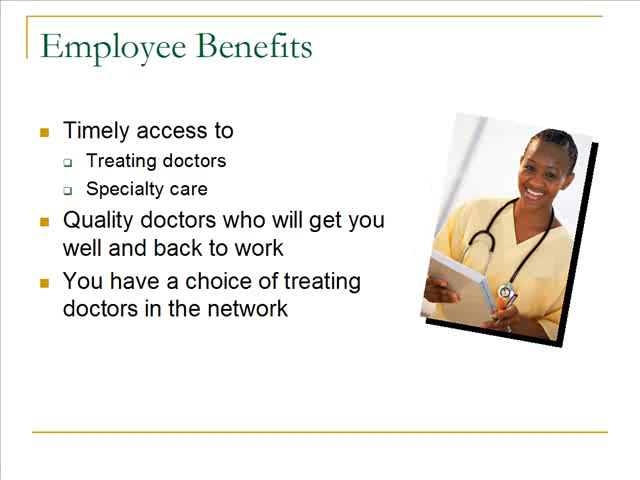 Employee Benefits
Timely access to
Treating doctors
Specialty care
Quality doctors who will get you
well and back to work
You have a choice of treating
doctors in the network